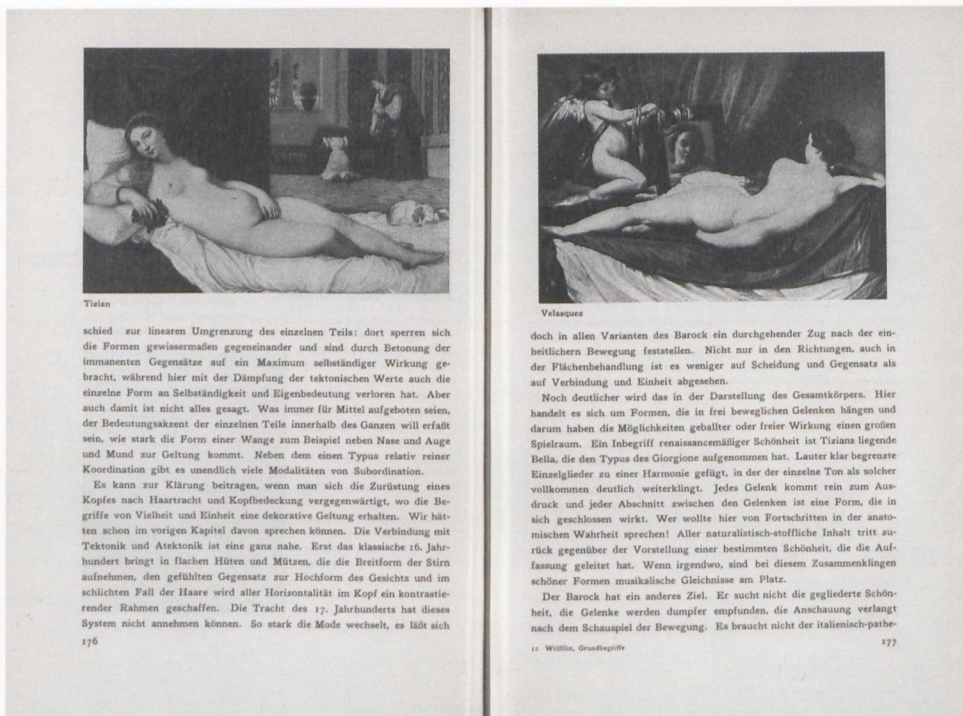 Tizian
schied zur linearen Umgrenzung des einzelnen Teils: dort sperren sich
die Formen gewissermaßen gegeneinander und sind durch Betonung der
immanenten Gegensätze auf ein Maximum selbständiger Wirkung ge-
bracht, während hier mit der Dämpfung der tektonischen Werte auch die
einzelne Form an Selbständigkeit und Eigenbedeutung verloren hat. Aber
auch damit ist nicht alles gesagt. Was immer für Mittel aufgeboten seien,
der Bedeutungsakzent der einzelnen Teile innerhalb des Ganzen will erfaßt
sein, wie stark die Form einer Wange zum Beispiel neben Nase und Auge
und Mund zur Geltung kommt. Neben dem einen Typus relativ reiner
Koordination gibt es unendlich viele Modalitäten von Subordination.
Es kann zur Klärung beitragen, wenn man sich die Zurüstung eines
Kopfes nach Haartracht und Kopfbedeckung vergegenwärtigt, wo die Be-
griffe von Vielheit und Einheit eine dekorative Geltung erhalten. Wir hät-
ten schon im vorigen Kapitel davon sprechen können. Die Verbindung mit
Tektonik und Atektonik ist eine ganz nahe. Erst das klassische 16. Jahr-
hundert bringt in flachen Hüten und Mützen, die die Breitform der Stirn
aufnehmen, den gefühlten Gegensatz zur Hochform des Gesichts und im
schlichten Fall der Haare wird aller Horizontalität im Kopf ein kontrastie-
render Rahmen geschaffen. Die Tracht des 17. Jahrhunderts hat dieses
System nicht annehmen können. So stark die Mode wechselt, es läßt sich
176
Velasquez
doch in allen Varianten des Barock ein durchgehender Zug nach der ein-
heitlichern Bewegung feststellen. Nicht nur in den Richtungen, auch in
der Flächenbehandlung ist es weniger auf Scheidung und Gegensatz als
auf Verbindung und Einheit abgesehen.
Noch deutlicher wird das in der Darstellung des Gesamtkörpers. Hier
handelt es sich um Formen, die in frei beweglichen Gelenken hängen und
darum haben die Möglichkeiten geballter oder freier Wirkung einen großen
Spielraum. Ein Inbegriff renaissancemäßiger Schönheit ist Tizians liegende
Bella, die den Typus des Giorgione aufgenommen hat. Lauter klar begrenzte
Einzelglieder zu einer Harmonie gefügt, in der der einzelne Ton als solcher
vollkommen deutlich weiterklingt. Jedes Gelenk kommt rein zum Aus-
druck und jeder Abschnitt zwischen den Gelenken ist eine Form, die in
sich geschlossen wirkt. Wer wollte hier von Fortschritten in der anato-
mischen Wahrheit sprechen! Aller naturalistisch-stoffliche Inhalt tritt zu-
rück gegenüber der Vorstellung einer bestimmten Schönheit, die die Auf-
fassung geleitet hat. Wenn irgendwo, sind bei diesem Zusammenklingen
schöner Formen musikalische Gleichnisse am Platz.
Der Barock hat ein anderes Ziel. Er sucht nicht die gegliederte Schön-
heit, die Gelenke werden dumpfer empfunden, die Anschauung verlangt
nach dem Schauspiel der Bewegung. Es braucht nicht der italienisch-pathe-
Wölfflin, Grundbegriffe
177